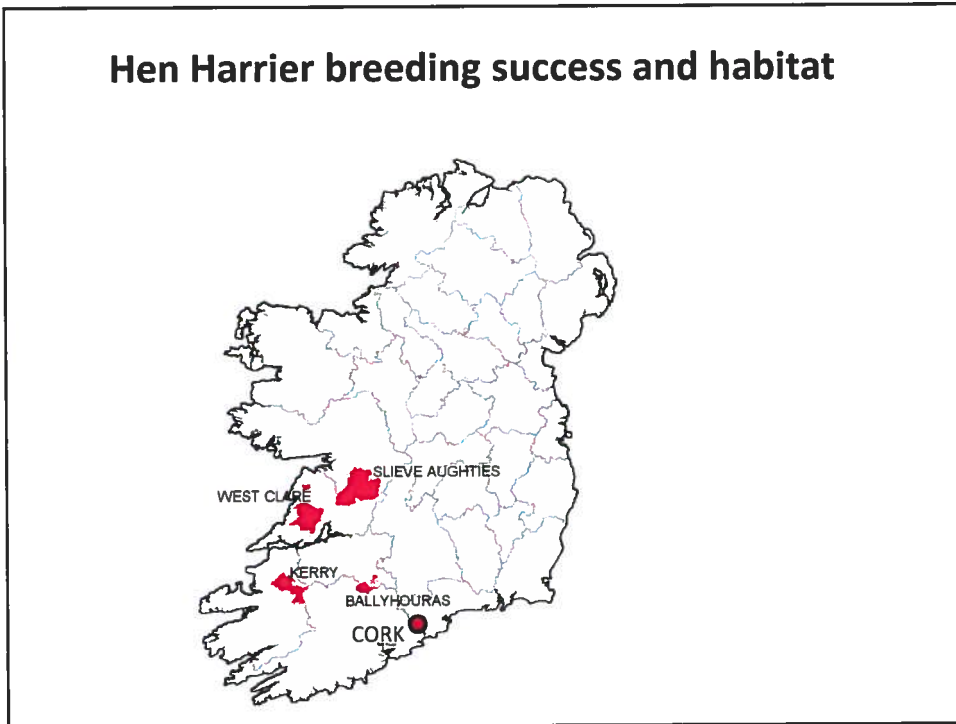 Hen Harrier breeding success and habitat
SLIEVE AUGHTIES
WEST CLARE
KERRY
BALLYHOURAS
CORK